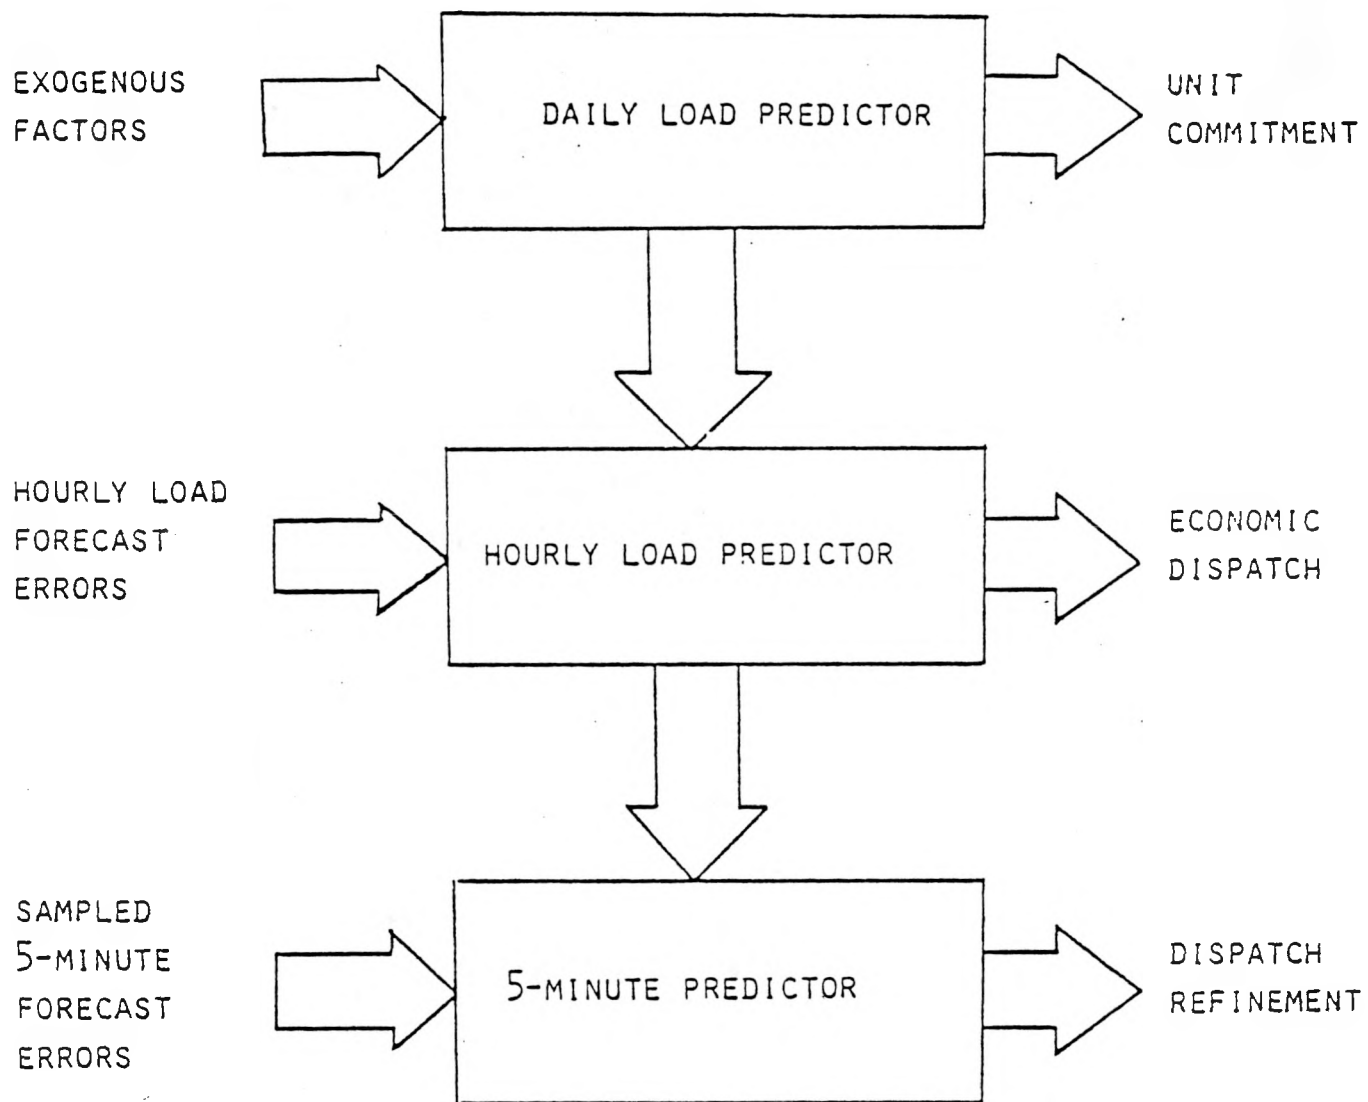 EXOGENOUS
FACTORS
DAILY LOAD PREDICTOR
UNIT
COMMITMENT
HOURLY LOAD
FORECAST
ERRORS
HOURLY LOAD PREDICTOR
ECONOMIC
DISPATCH
SAMPLED
5-MINUTE
FORECAST
ERRORS
5-MINUTE PREDICTOR
DISPATCH
REFINEMENT